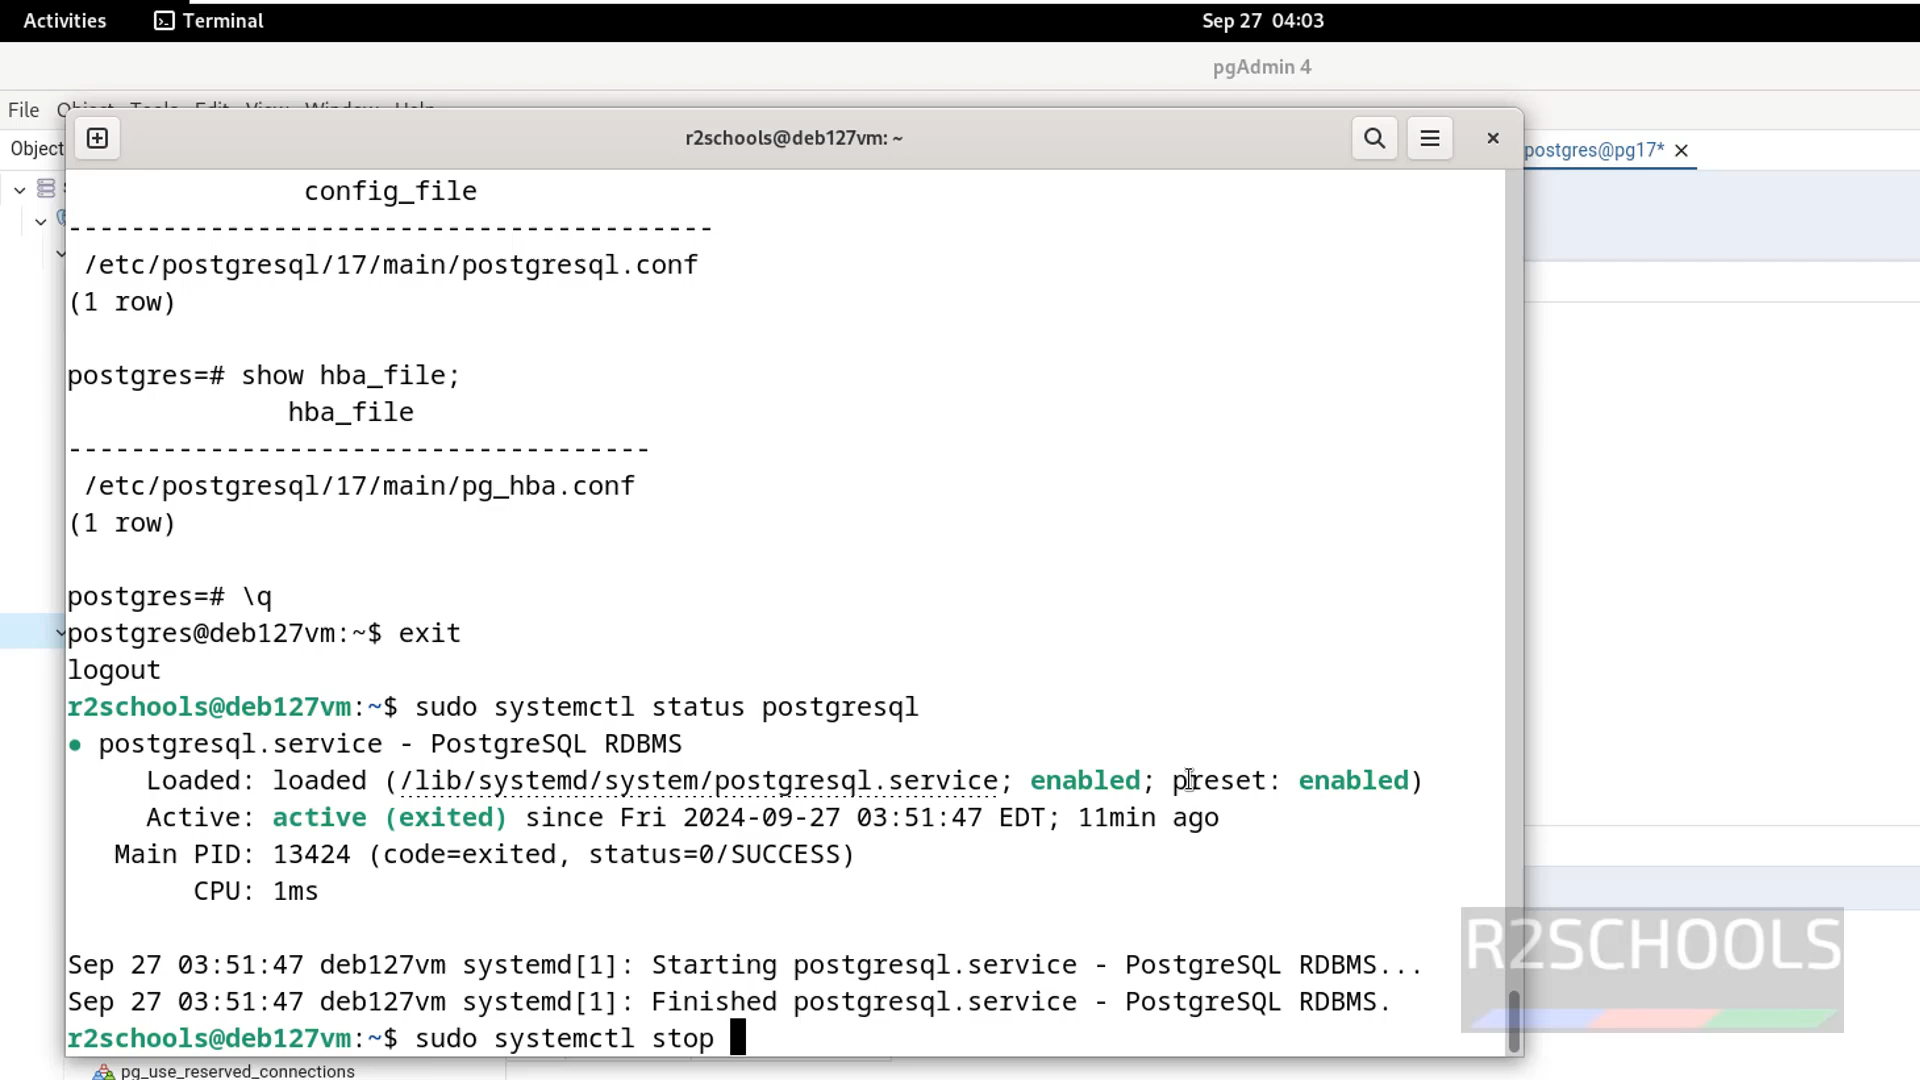 Activities Terminal Sep 27 04:03
pgAdmin 4
File Object Tools Edit View Window Help
r2schools@deb127vm: ~
Object
postgres@pg17*
config_file
-----------------------------------------
/etc/postgresql/17/main/postgresql.conf
(1 row)
postgres=# show hba_file;
hba_file
-------------------------------------
/etc/postgresql/17/main/pg_hba.conf
(1 row)
postgres=# \q
postgres@deb127vm:~$ exit
logout
r2schools@deb127vm:~$ sudo systemctl status postgresql
● postgresql.service - PostgreSQL RDBMS
Loaded: loaded (/lib/systemd/system/postgresql.service; enabled; preset: enabled)
Active: active (exited) since Fri 2024-09-27 03:51:47 EDT; 11min ago
Main PID: 13424 (code=exited, status=0/SUCCESS)
CPU: 1ms
Sep 27 03:51:47 deb127vm systemd[1]: Starting postgresql.service - PostgreSQL RDBMS...
Sep 27 03:51:47 deb127vm systemd[1]: Finished postgresql.service - PostgreSQL RDBMS.
r2schools@deb127vm:~$ sudo systemctl stop
R2SCHOOLS
pg_use_reserved_connections